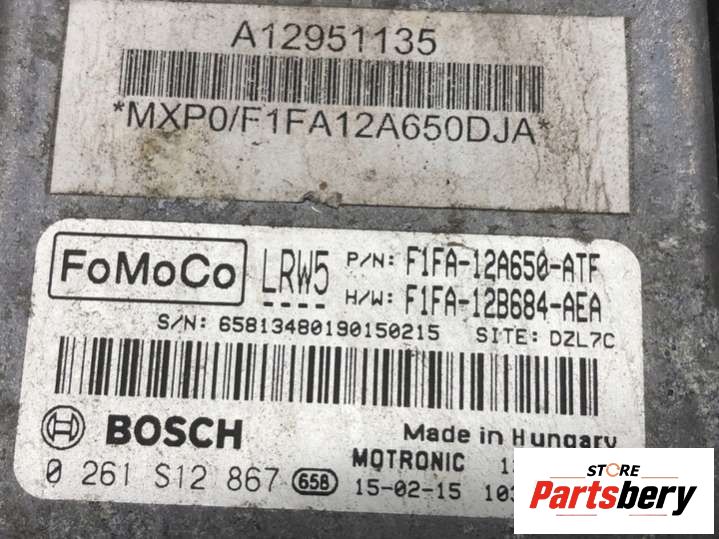 A12951135
*MXP0/F1FA12A650DJA*
FoMoCo LRW5 P/N: F1FA-12A650-ATF
H/W: F1FA-12B684-AEA
S/N: 65813480190150215 SITE: DZL7C
BOSCH Made in Hungary
0 261 S12 867 658 MOTRONIC
15-02-15
STORE
Partsbery